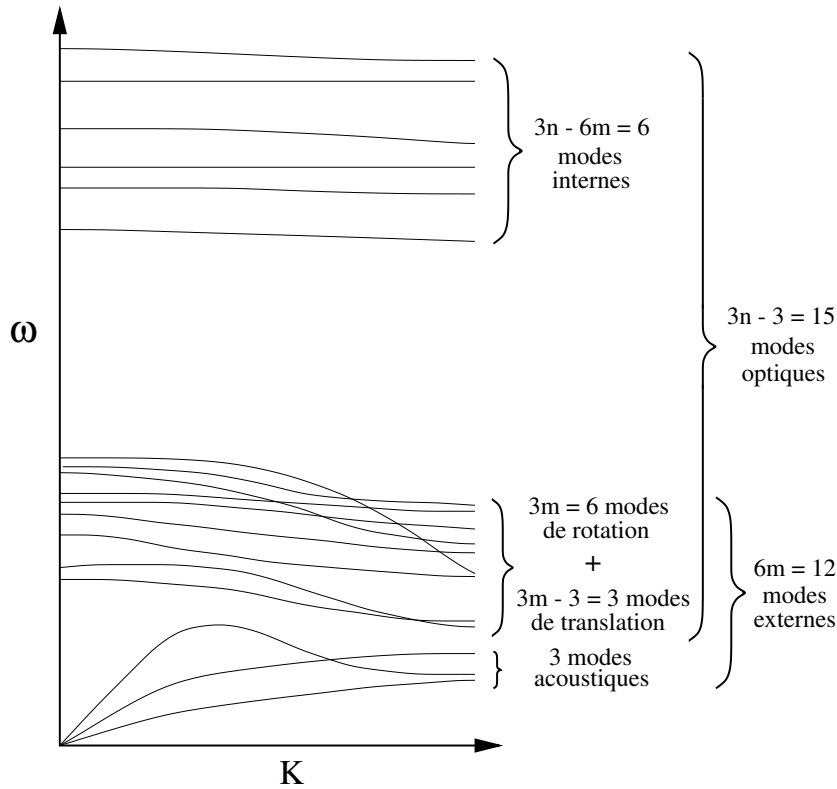 3n - 6m = 6
modes
internes
ω
3n - 3 = 15
modes
optiques
3m = 6 modes
de rotation
+
3m - 3 = 3 modes
de translation
6m = 12
modes
externes
3 modes
acoustiques
K